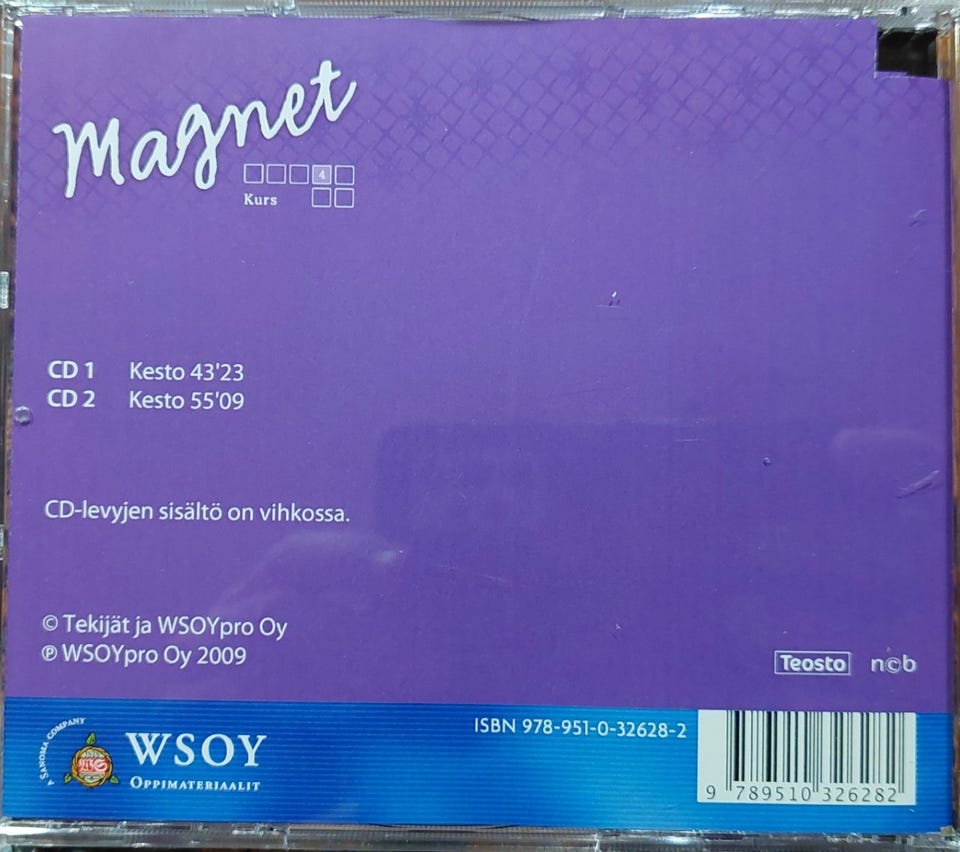 Magnet
4
Kurs
CD 1 Kesto 43'23
CD 2 Kesto 55'09
CD-levyjen sisältö on vihkossa.
© Tekijät ja WSOYpro Oy
℗ WSOYpro Oy 2009
Teosto ncb
ISBN 978-951-0-32628-2
A SANOMA COMPANY
WS
WSOY
OPPIMATERIAALIT
9 789510 326282